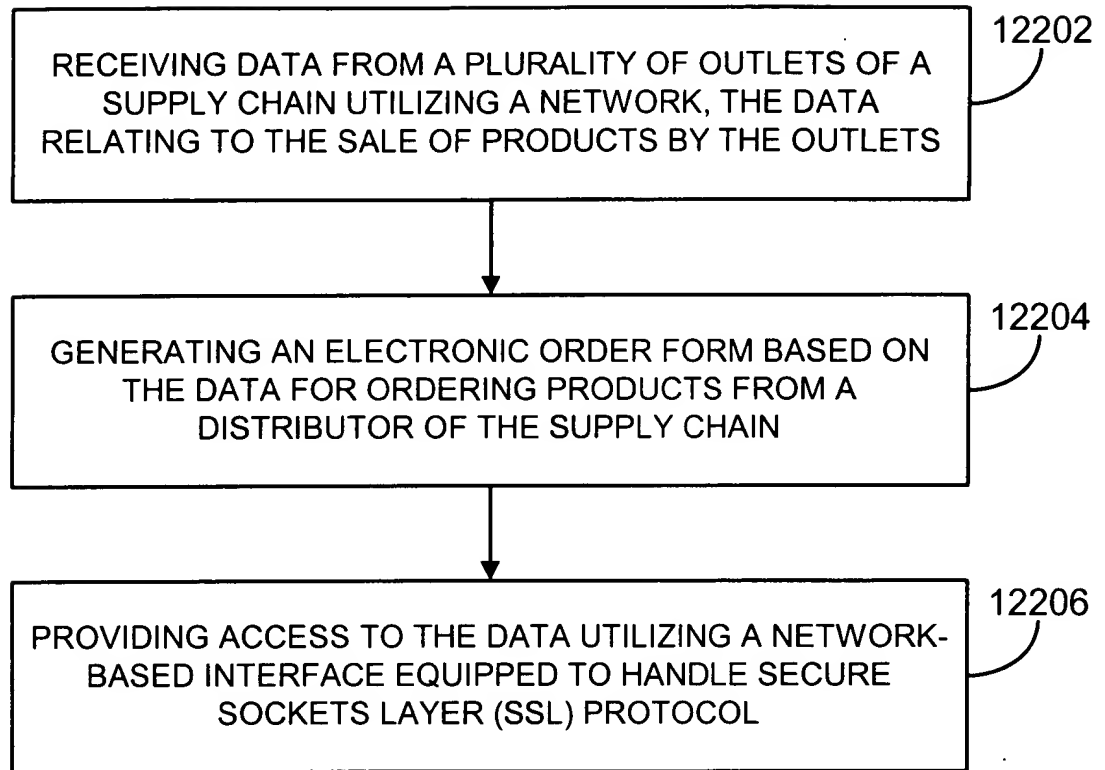 12202
RECEIVING DATA FROM A PLURALITY OF OUTLETS OF A
SUPPLY CHAIN UTILIZING A NETWORK, THE DATA
RELATING TO THE SALE OF PRODUCTS BY THE OUTLETS
12204
GENERATING AN ELECTRONIC ORDER FORM BASED ON
THE DATA FOR ORDERING PRODUCTS FROM A
DISTRIBUTOR OF THE SUPPLY CHAIN
12206
PROVIDING ACCESS TO THE DATA UTILIZING A NETWORK-
BASED INTERFACE EQUIPPED TO HANDLE SECURE
SOCKETS LAYER (SSL) PROTOCOL